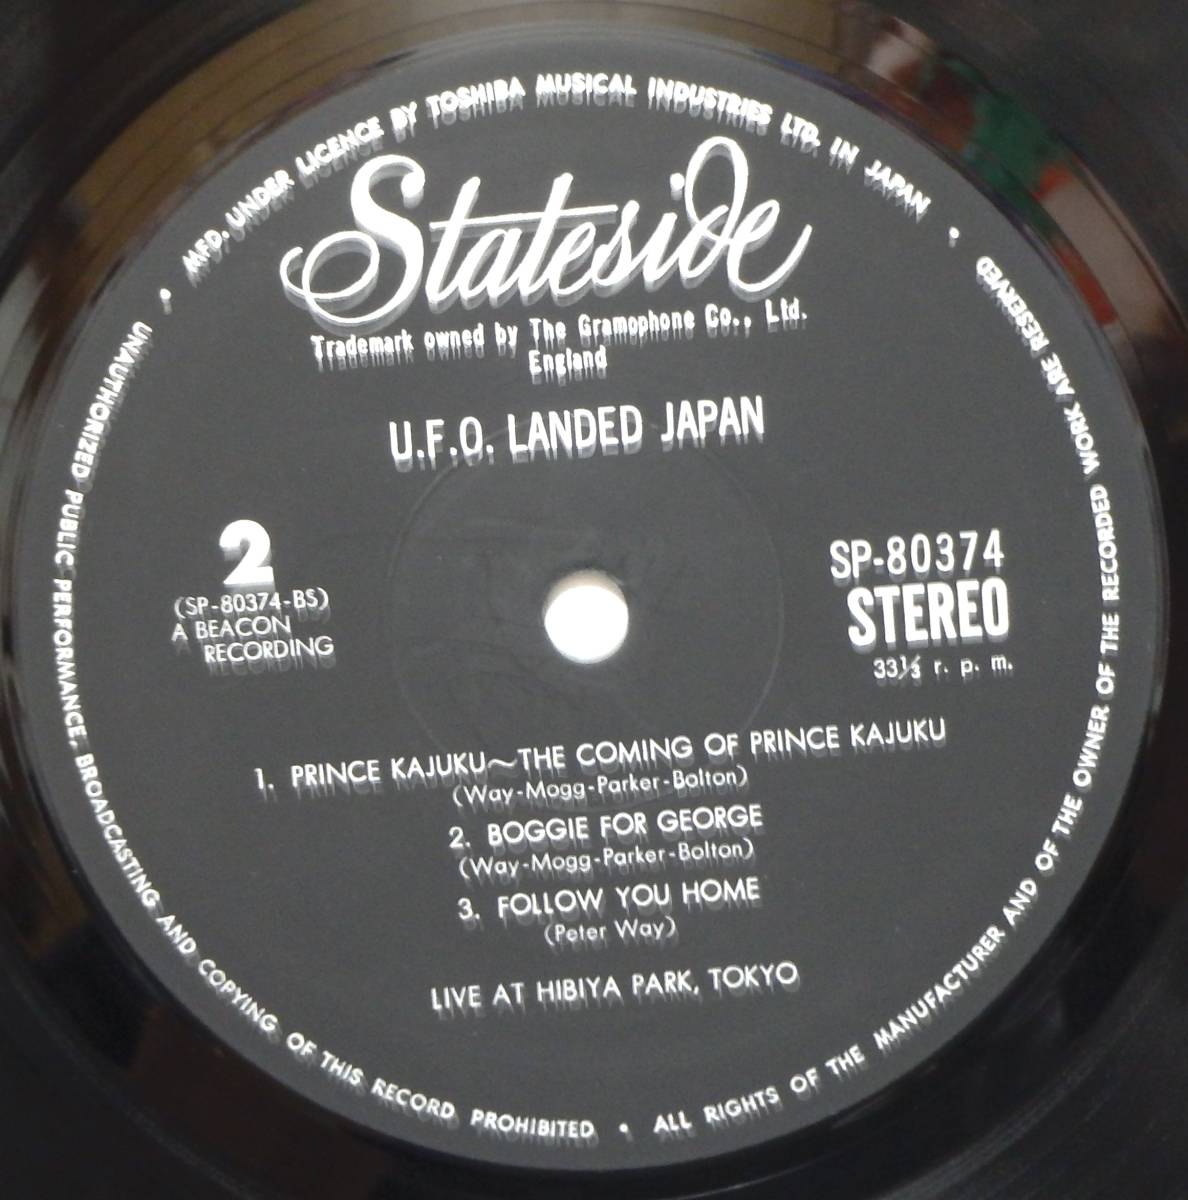 MFD. UNDER LICENCE BY TOSHIBA MUSICAL INDUSTRIES LTD. IN JAPAN •
Stateside
Trademark owned by The Gramophone Co., Ltd.
England
U.F.O. LANDED JAPAN
2
(SP-80374-BS)
A BEACON
RECORDING
SP-80374
STEREO
33⅓ r. p. m.
1. PRINCE KAJUKU~THE COMING OF PRINCE KAJUKU
(Way-Mogg-Parker-Bolton)
2. BOGGIE FOR GEORGE
(Way-Mogg-Parker-Bolton)
3. FOLLOW YOU HOME
(Peter Way)
LIVE AT HIBIYA PARK, TOKYO
• UNAUTHORIZED PUBLIC PERFORMANCE, BROADCASTING AND COPYING OF THIS RECORD PROHIBITED • ALL RIGHTS OF THE MANUFACTURER AND OF THE OWNER OF THE RECORDED WORK ARE RESERVED